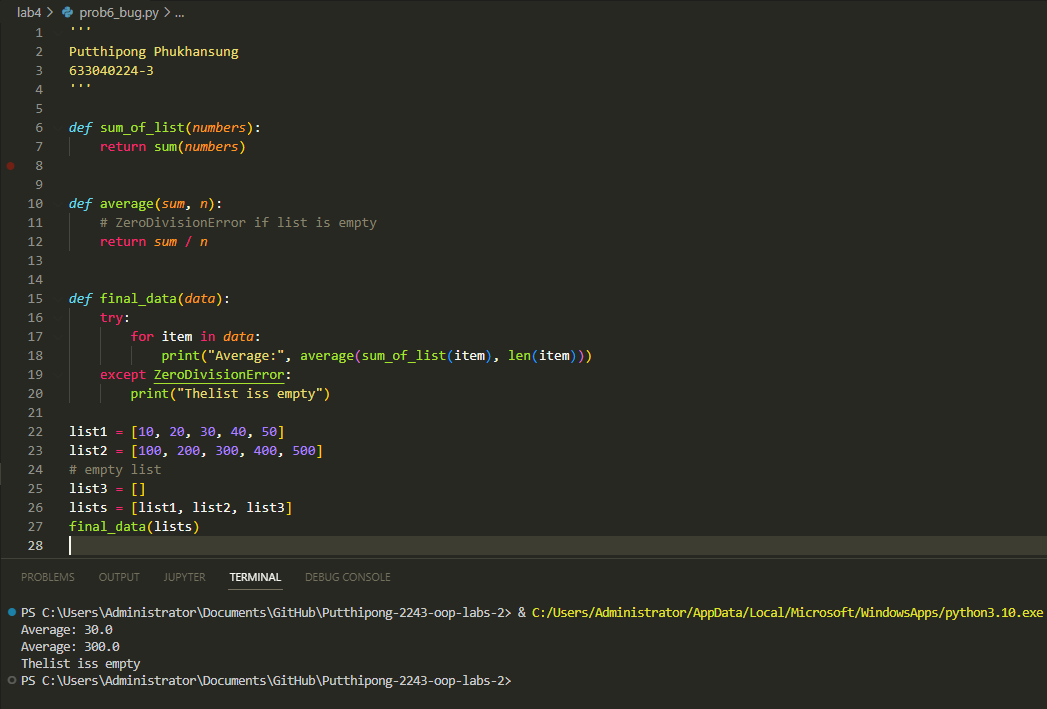 lab4 > prob6_bug.py > ...
1 '''
2 Putthipong Phukhansung
3 633040224-3
4 '''
5
6 def sum_of_list(numbers):
7     return sum(numbers)
8
9
10 def average(sum, n):
11     # ZeroDivisionError if list is empty
12     return sum / n
13
14
15 def final_data(data):
16     try:
17         for item in data:
18             print("Average:", average(sum_of_list(item), len(item)))
19     except ZeroDivisionError:
20         print("Thelist iss empty")
21
22 list1 = [10, 20, 30, 40, 50]
23 list2 = [100, 200, 300, 400, 500]
24 # empty list
25 list3 = []
26 lists = [list1, list2, list3]
27 final_data(lists)
28
PROBLEMS OUTPUT JUPYTER TERMINAL DEBUG CONSOLE
PS C:\Users\Administrator\Documents\GitHub\Putthipong-2243-oop-labs-2> & C:/Users/Administrator/AppData/Local/Microsoft/WindowsApps/python3.10.exe
Average: 30.0
Average: 300.0
Thelist iss empty
PS C:\Users\Administrator\Documents\GitHub\Putthipong-2243-oop-labs-2>